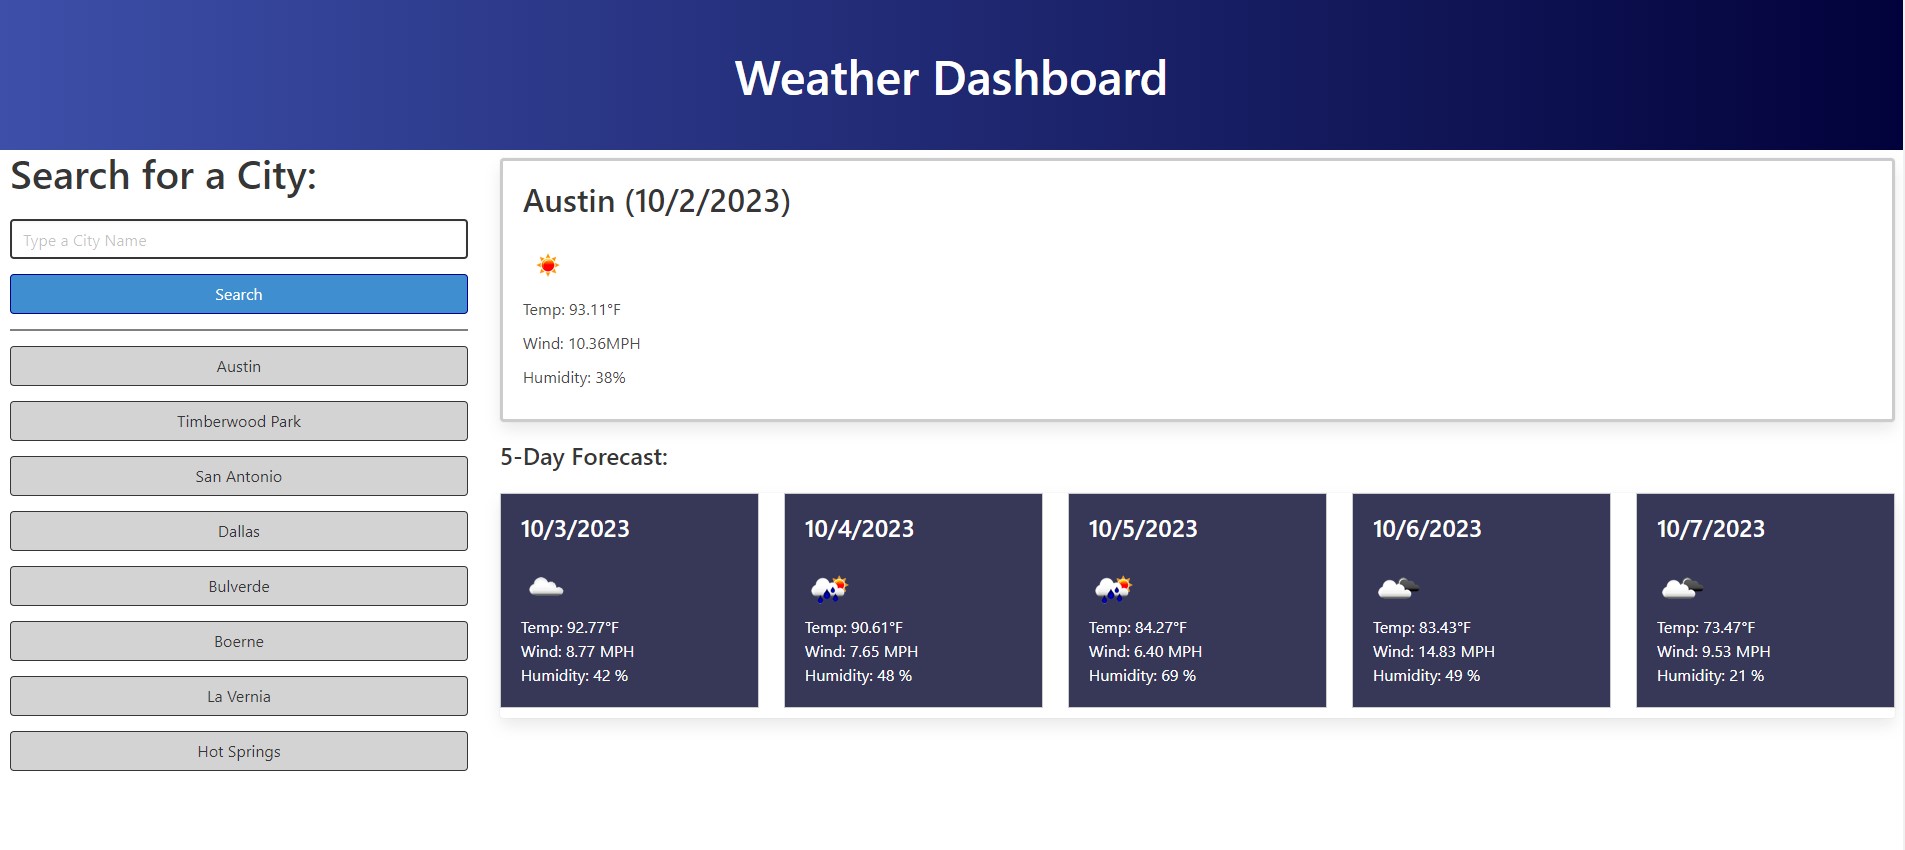 Weather Dashboard
Search for a City:
Type a City Name
Search
Austin
Timberwood Park
San Antonio
Dallas
Bulverde
Boerne
La Vernia
Hot Springs
Austin (10/2/2023)
Temp: 93.11°F
Wind: 10.36MPH
Humidity: 38%
5-Day Forecast:
10/3/2023
Temp: 92.77°F
Wind: 8.77 MPH
Humidity: 42 %
10/4/2023
Temp: 90.61°F
Wind: 7.65 MPH
Humidity: 48 %
10/5/2023
Temp: 84.27°F
Wind: 6.40 MPH
Humidity: 69 %
10/6/2023
Temp: 83.43°F
Wind: 14.83 MPH
Humidity: 49 %
10/7/2023
Temp: 73.47°F
Wind: 9.53 MPH
Humidity: 21 %